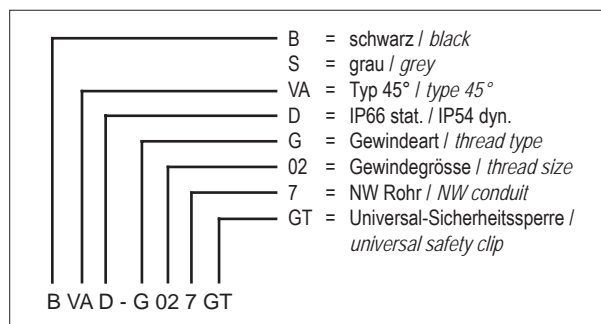 B = schwarz / black
S = grau / grey
VA = Typ 45° / type 45°
D = IP66 stat. / IP54 dyn.
G = Gewindeart / thread type
02 = Gewindegrösse / thread size
7 = NW Rohr / NW conduit
GT = Universal-Sicherheitssperre /
universal safety clip
B VA D - G 02 7 GT